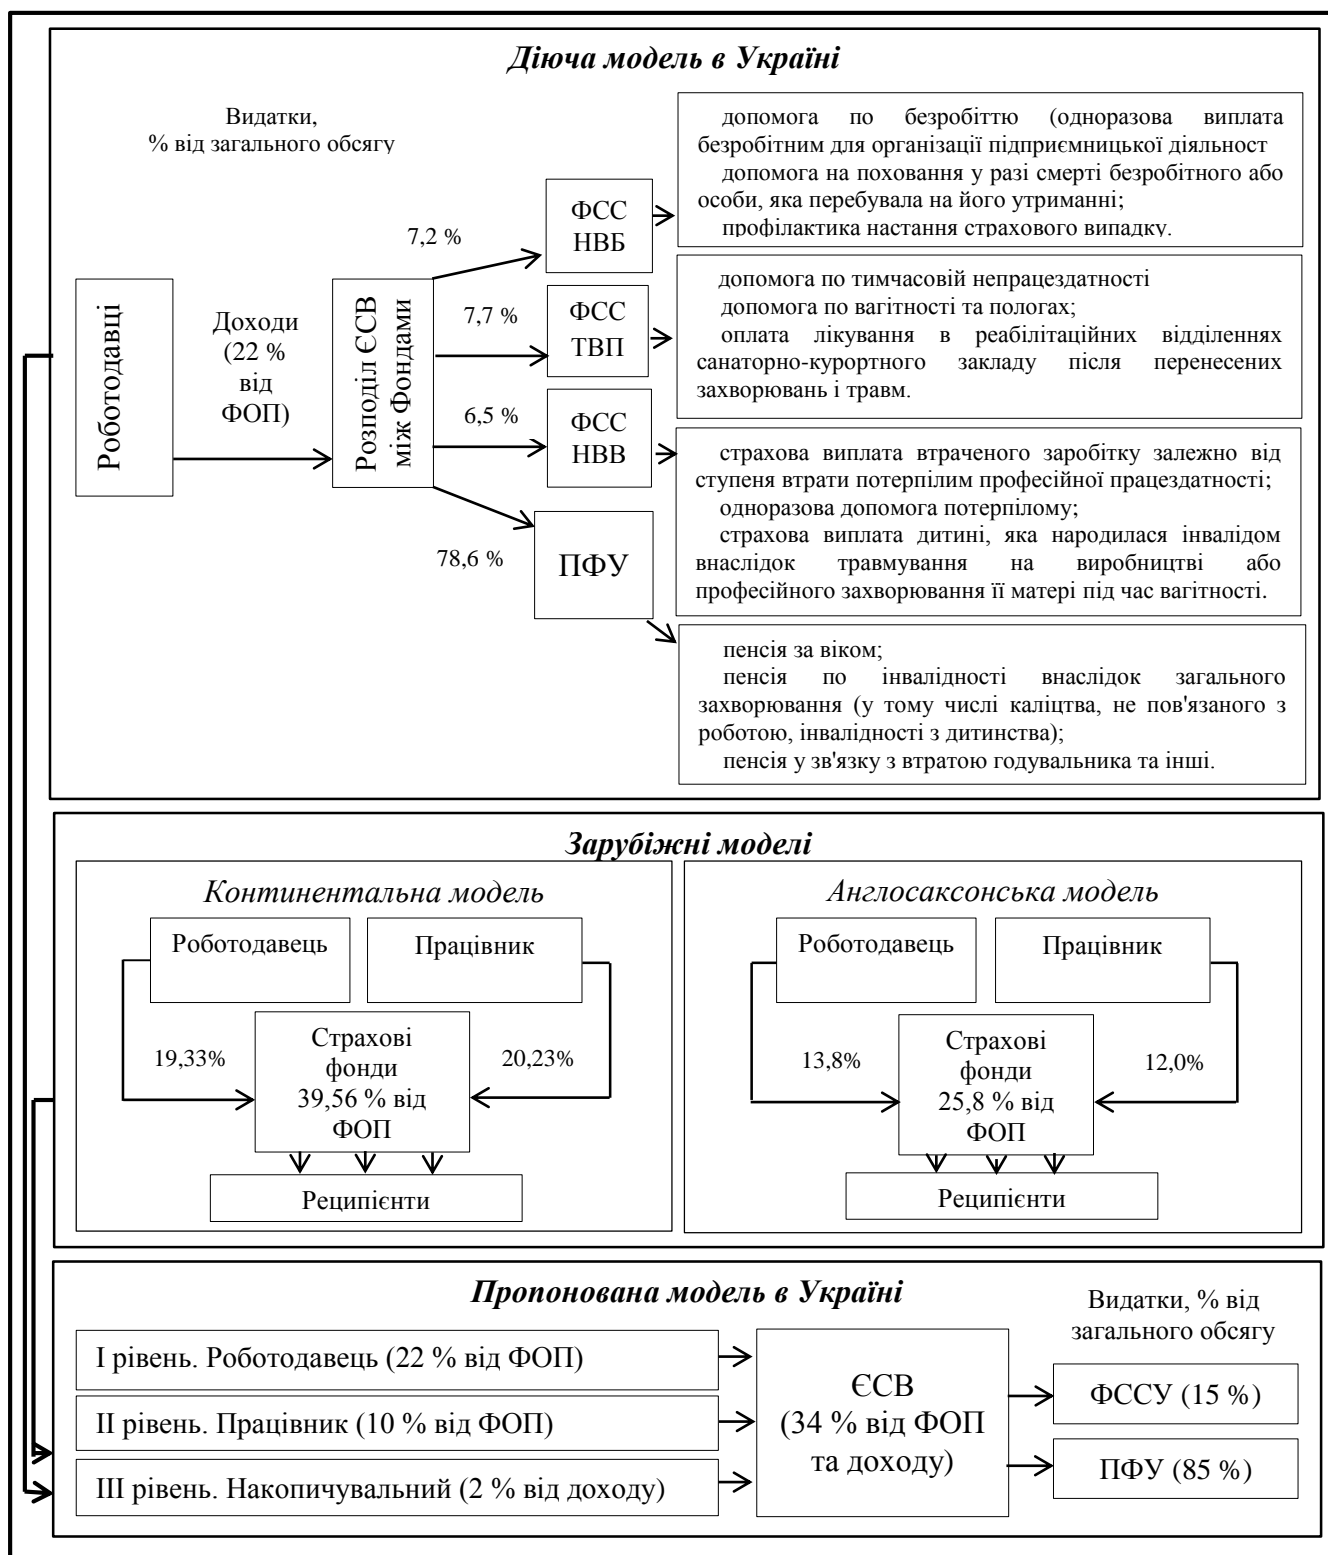 Діюча модель в Україні
Видатки,
% від загального обсягу
Роботодавці
Доходи
(22 %
від
ФОП)
Розподіл ЄСВ
між Фондами
7,2 %
7,7 %
6,5 %
78,6 %
ФСС
НВБ
ФСС
ТВП
ФСС
НВВ
ПФУ
допомога по безробіттю (одноразова виплата
безробітним для організації підприємницької діяльност
допомога на поховання у разі смерті безробітного або
особи, яка перебувала на його утриманні;
профілактика настання страхового випадку.
допомога по тимчасовій непрацездатності
допомога по вагітності та пологах;
оплата лікування в реабілітаційних відділеннях
санаторно-курортного закладу після перенесених
захворювань і травм.
страхова виплата втраченого заробітку залежно від
ступеня втрати потерпілим професійної працездатності;
одноразова допомога потерпілому;
страхова виплата дитині, яка народилася інвалідом
внаслідок травмування на виробництві або
професійного захворювання її матері під час вагітності.
пенсія за віком;
пенсія по інвалідності внаслідок загального
захворювання (у тому числі каліцтва, не пов'язаного з
роботою, інвалідності з дитинства);
пенсія у зв'язку з втратою годувальника та інші.
Зарубіжні моделі
Континентальна модель
Роботодавець
Працівник
19,33%
Страхові
фонди
39,56 % від
ФОП
20,23%
Реципієнти
Англосаксонська модель
Роботодавець
Працівник
13,8%
Страхові
фонди
25,8 % від
ФОП
12,0%
Реципієнти
Пропонована модель в Україні
Видатки, % від
загального обсягу
І рівень. Роботодавець (22 % від ФОП)
ІІ рівень. Працівник (10 % від ФОП)
ІІІ рівень. Накопичувальний (2 % від доходу)
ЄСВ
(34 % від ФОП
та доходу)
ФССУ (15 %)
ПФУ (85 %)